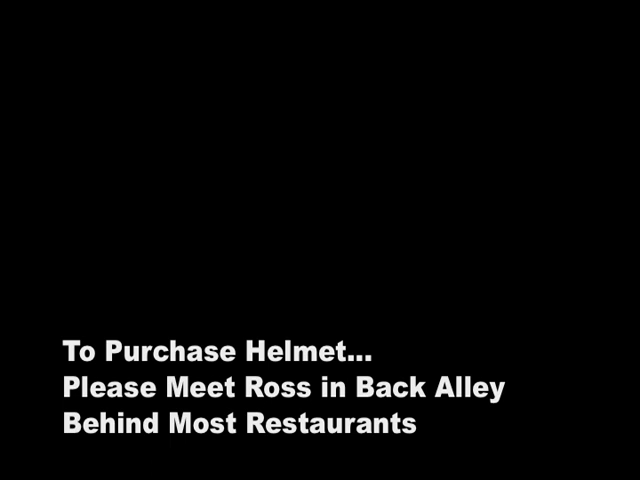 To Purchase Helmet...
Please Meet Ross in Back Alley
Behind Most Restaurants